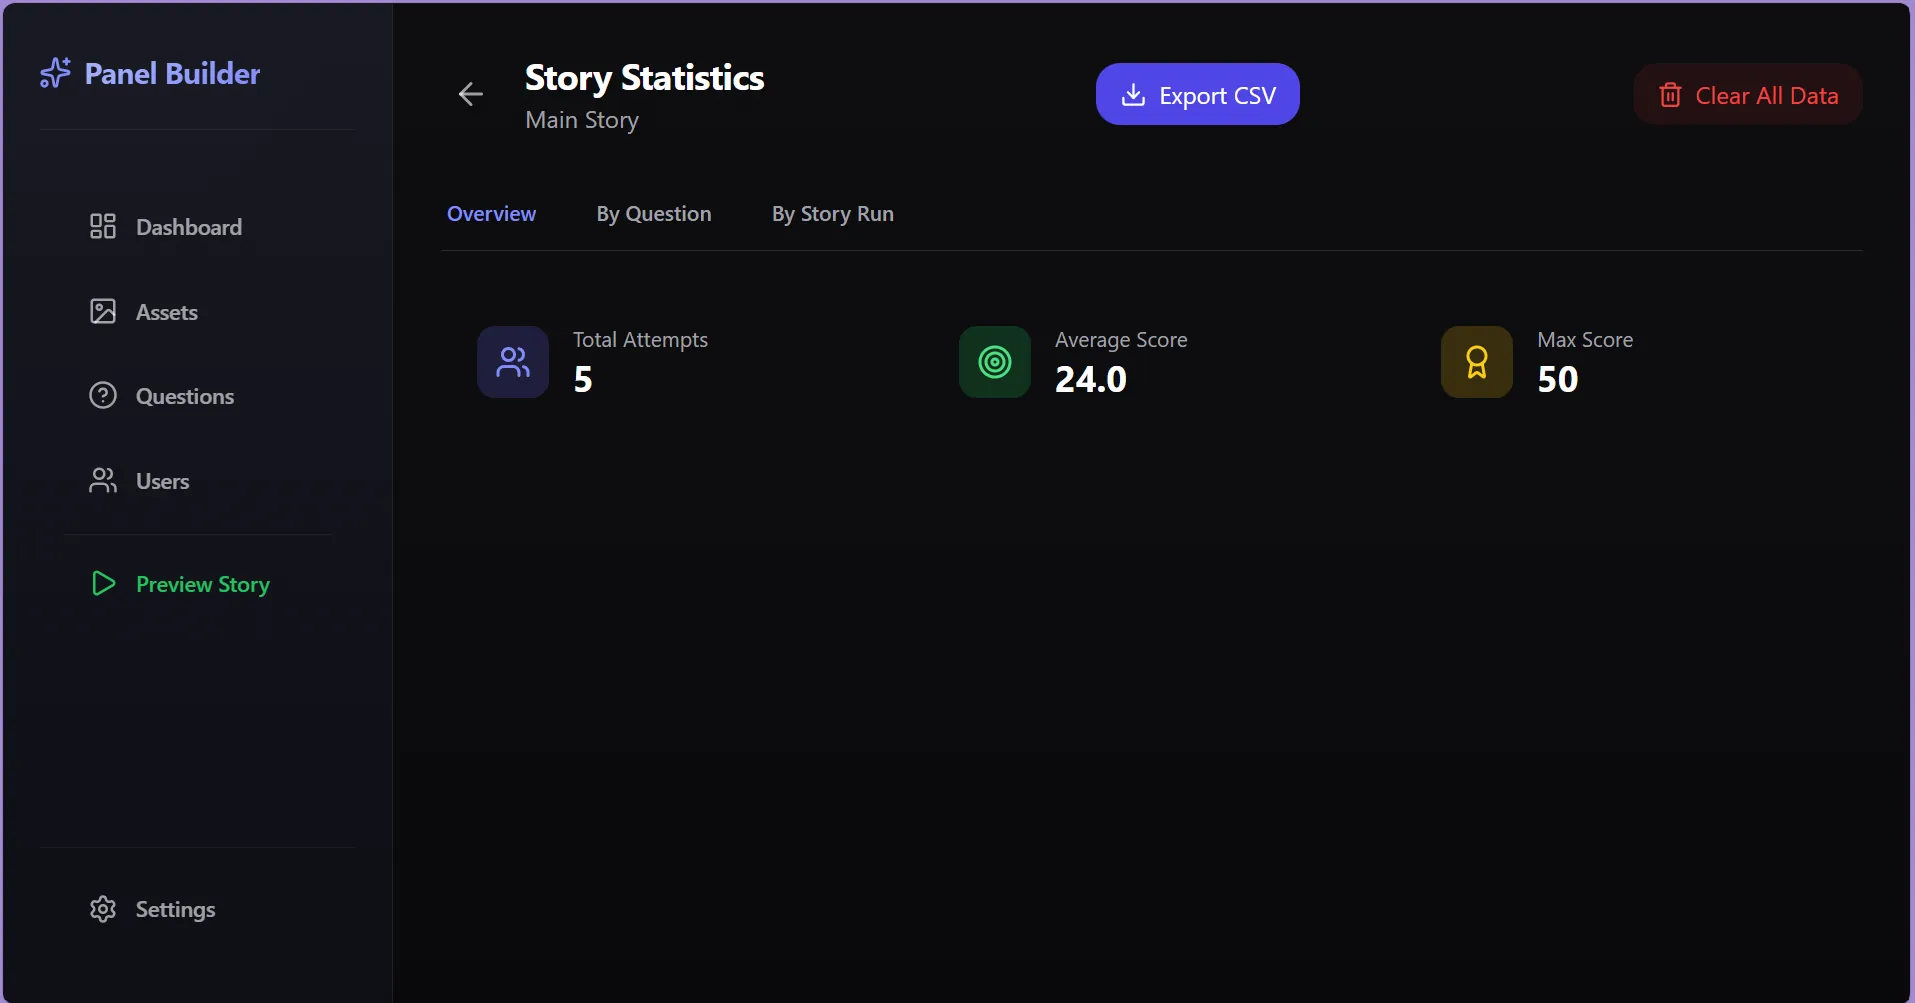 Panel Builder
Dashboard
Assets
Questions
Users
Preview Story
Settings
Story Statistics
Main Story
Export CSV
Clear All Data
Overview
By Question
By Story Run
Total Attempts
5
Average Score
24.0
Max Score
50